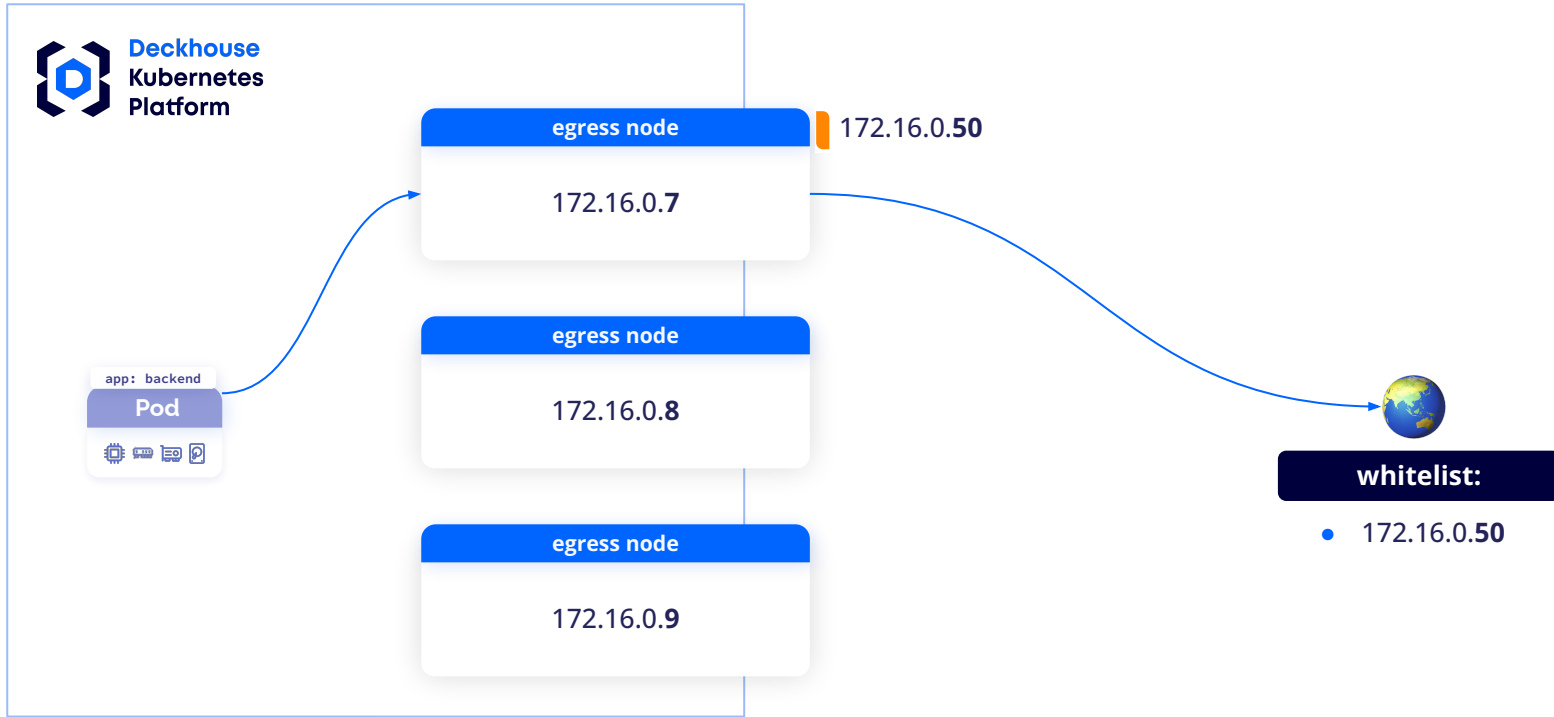 Deckhouse
Kubernetes
Platform
egress node
172.16.0.50
172.16.0.7
egress node
172.16.0.8
app: backend
Pod
whitelist:
172.16.0.50
egress node
172.16.0.9